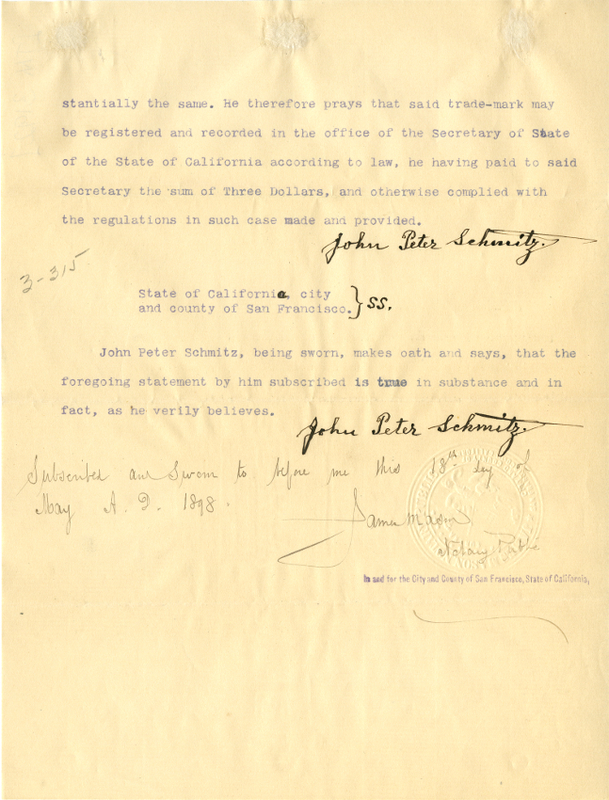 stantially the same. He therefore prays that said trade-mark may
be registered and recorded in the office of the Secretary of State
of the State of California according to law, he having paid to said
Secretary the sum of Three Dollars, and otherwise complied with
the regulations in such case made and provided.
John Peter Schmitz.
3-315
State of California, city
and county of San Francisco. } SS.
John Peter Schmitz, being sworn, makes oath and says, that the
foregoing statement by him subscribed is true in substance and in
fact, as he verily believes.
John Peter Schmitz.
Subscribed and Sworn to before me this 18th day of
May A. D. 1898.
James Mason
Notary Public
In and for the City and County of San Francisco, State of California,